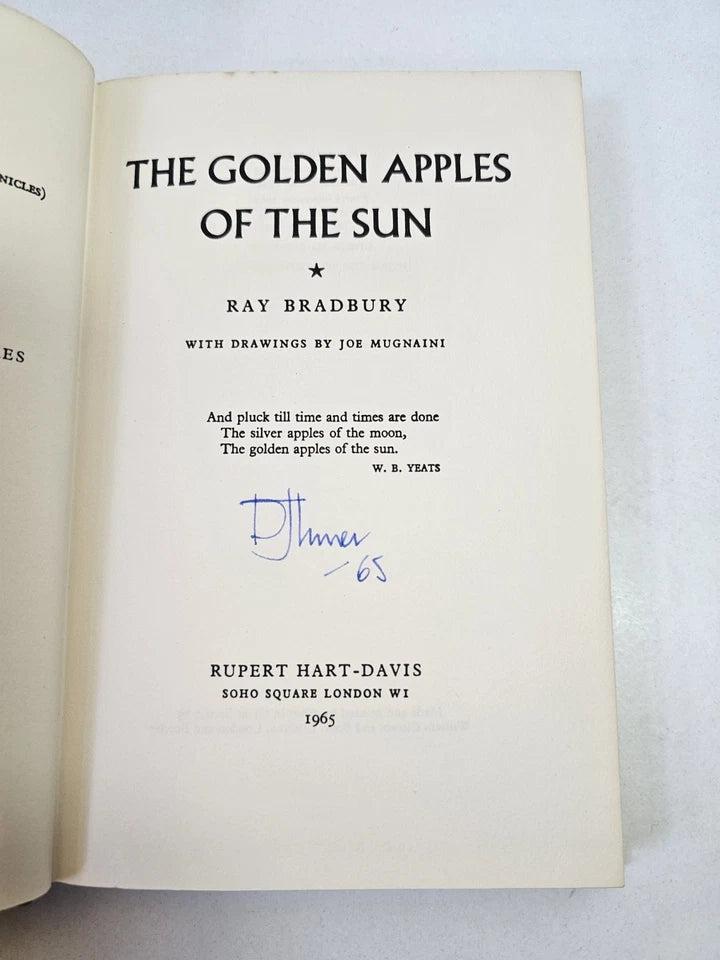 NICLES)
ES
THE GOLDEN APPLES
OF THE SUN
★
RAY BRADBURY
WITH DRAWINGS BY JOE MUGNAINI
And pluck till time and times are done
The silver apples of the moon,
The golden apples of the sun.
W. B. YEATS
65
RUPERT HART-DAVIS
SOHO SQUARE LONDON WI
1965